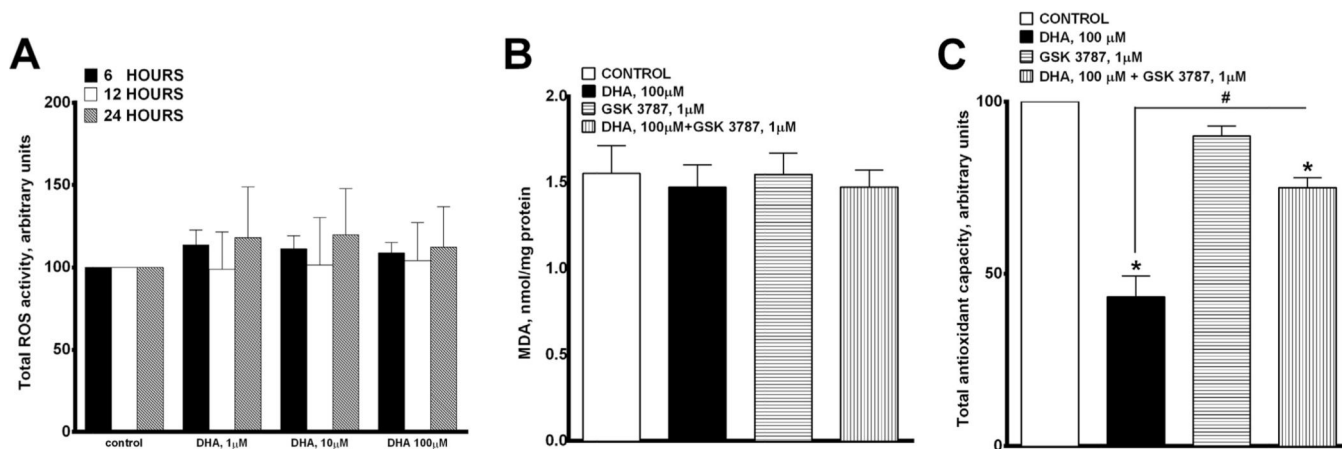 A
6 HOURS
12 HOURS
24 HOURS
Total ROS activity, arbitrary units
200
150
100
50
0
control
DHA, 1µM
DHA, 10µM
DHA 100µM
B
CONTROL
DHA, 100µM
GSK 3787, 1µM
DHA, 100µM+GSK 3787, 1µM
MDA, nmol/mg protein
2.0
1.5
1.0
0.5
0.0
C
CONTROL
DHA, 100 µM
GSK 3787, 1µM
DHA, 100 µM + GSK 3787, 1µM
Total antioxidant capacity, arbitrary units
100
50
0
#
*
*